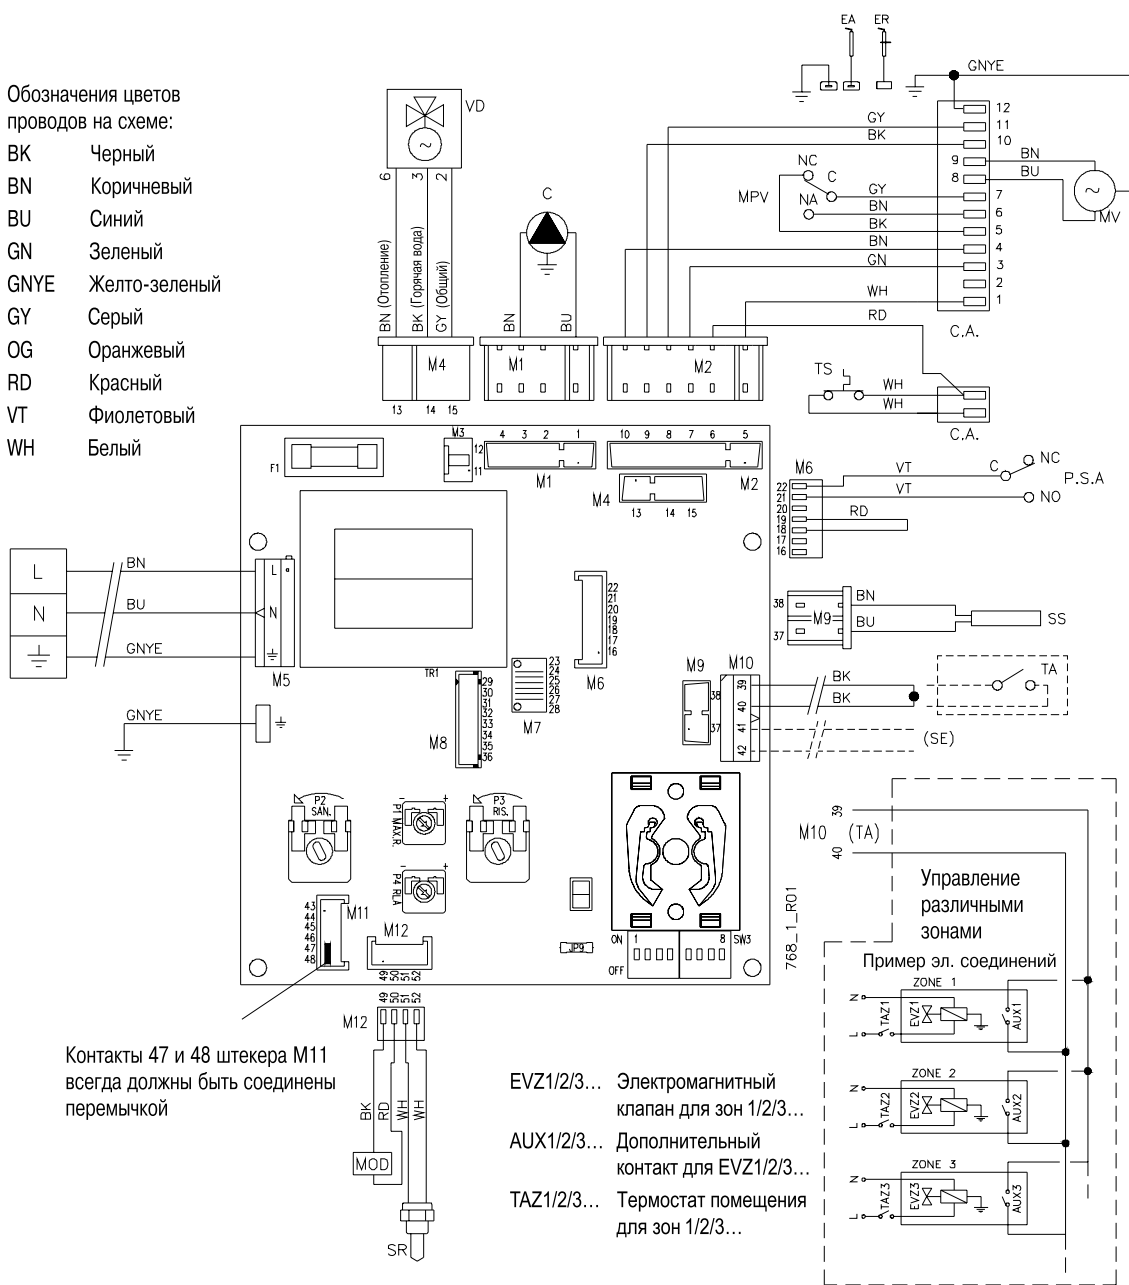 Обозначения цветов
проводов на схеме:
BK Черный
BN Коричневый
BU Синий
GN Зеленый
GNYE Желто-зеленый
GY Серый
OG Оранжевый
RD Красный
VT Фиолетовый
WH Белый
VD
6
3
2
BN (Отопление)
BK (Горячая вода)
GY (Общий)
M4
13 14 15
C
BN
BU
M1
M2
EA ER
GNYE
12
11
10
9
8
7
6
5
4
3
2
1
GY
BK
BN
BU
MV
NC
C
NA
MPV
GY
BN
BK
BN
GN
WH
RD
C.A.
TS
WH
WH
C.A.
F1
M3
12
11
4 3 2 1
M1
10 9 8 7 6 5
M2
M4
13 14 15
M6
22
21
20
19
18
17
16
VT
VT
RD
C
NC
NO
P.S.A
L
N
BN
BU
GNYE
L
N
M5
GNYE
TR1
22
21
20
19
18
17
16
M6
23
24
25
26
27
28
M7
29
30
31
32
33
34
35
36
M8
38
37
M9
BN
BU
SS
M9
38
37
M10
39
40
41
42
BK
BK
TA
(SE)
P2
SAN.
P1 MAX.R.
- +
P3
RIS.
P4 RLA
- +
43
44
45
46
47
48
M11
M12
49
50
51
52
JP9
ON
OFF
1 8
SW3
768_1_R01
M12
49
50
51
52
BK
RD
WH
WH
MOD
SR
Контакты 47 и 48 штекера M11
всегда должны быть соединены
перемычкой
EVZ1/2/3... Электромагнитный
клапан для зон 1/2/3...
AUX1/2/3... Дополнительный
контакт для EVZ1/2/3...
TAZ1/2/3... Термостат помещения
для зон 1/2/3...
39
M10 (TA)
40
Управление
различными
зонами
Пример эл. соединений
ZONE 1
N
L
TAZ1
EVZ1
AUX1
ZONE 2
N
L
TAZ2
EVZ2
AUX2
ZONE 3
N
L
TAZ3
EVZ3
AUX3